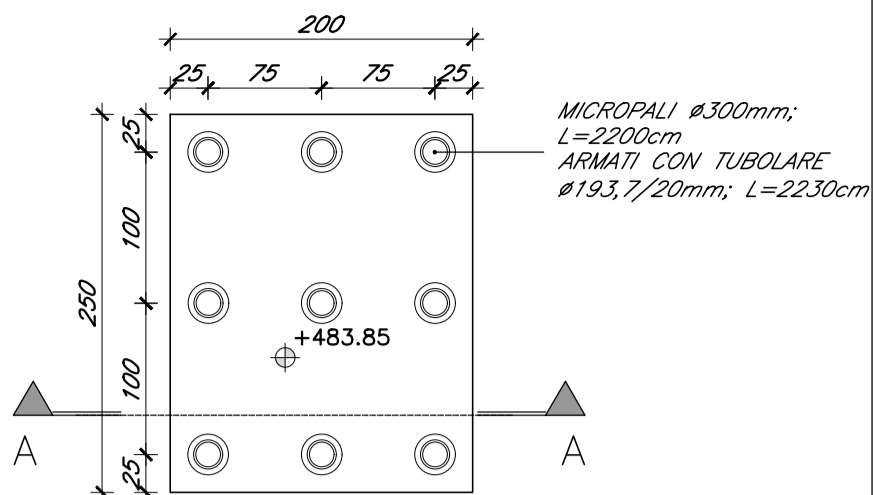 200
25 75 75 25
MICROPALI ø300mm;
L=2200cm
ARMATI CON TUBOLARE
ø193,7/20mm; L=2230cm
25
100
250
+483.85
100
A A
25